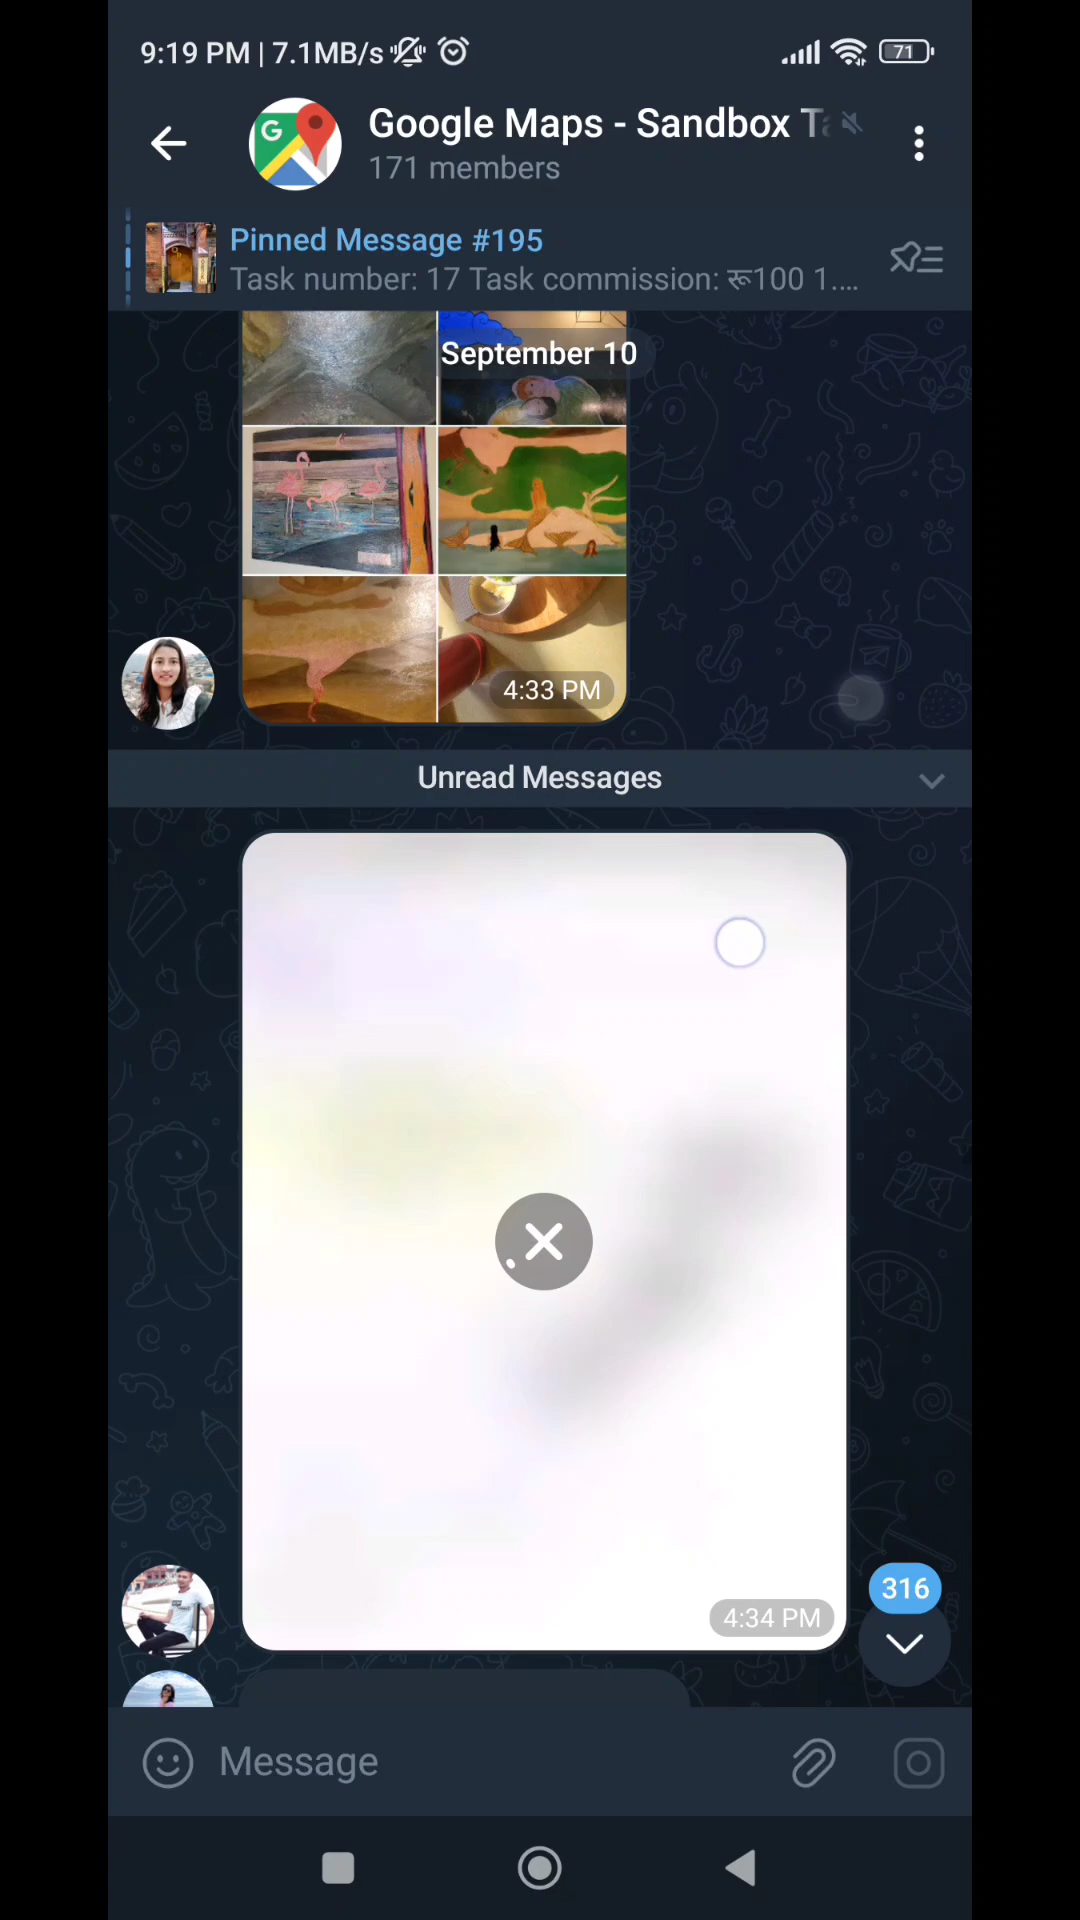 9:19 PM | 7.1MB/s
71
Google Maps - Sandbox
171 members
Pinned Message #195
Task number: 17 Task commission: रू100 1....
September 10
4:33 PM
Unread Messages
4:34 PM
316
Message